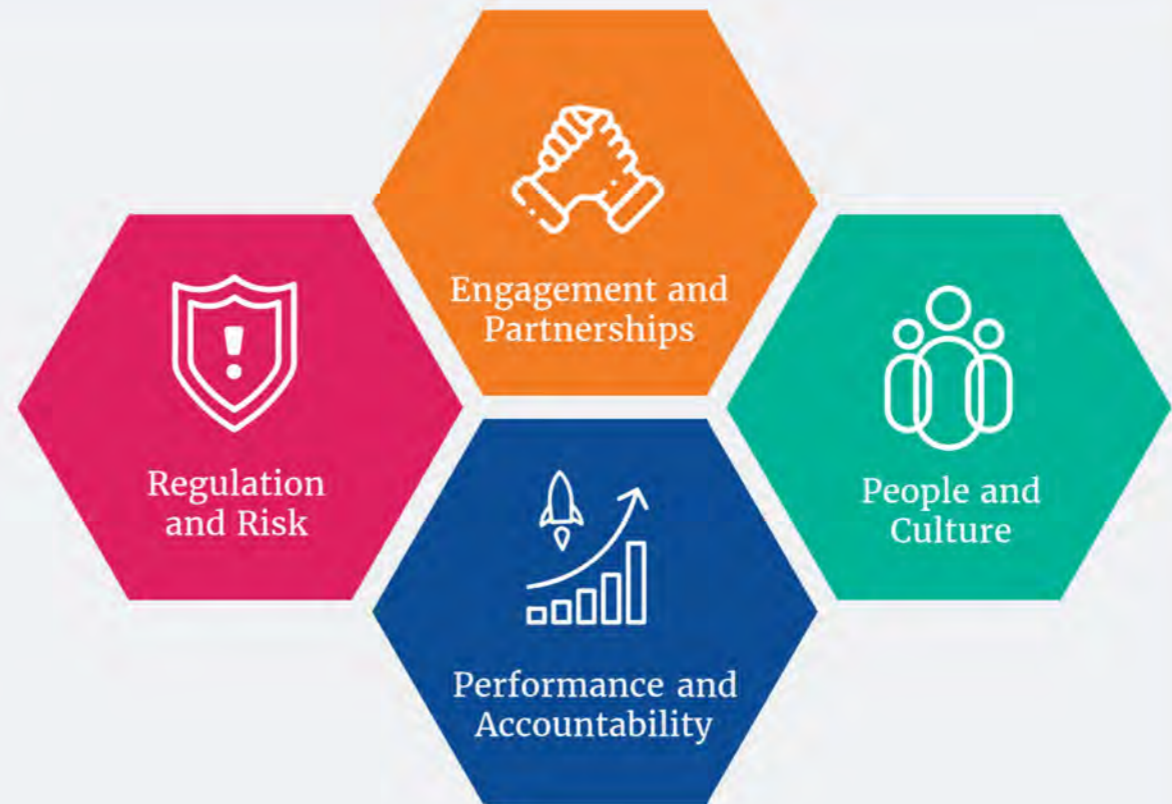 Engagement and
Partnerships
Regulation
and Risk
People and
Culture
Performance and
Accountability